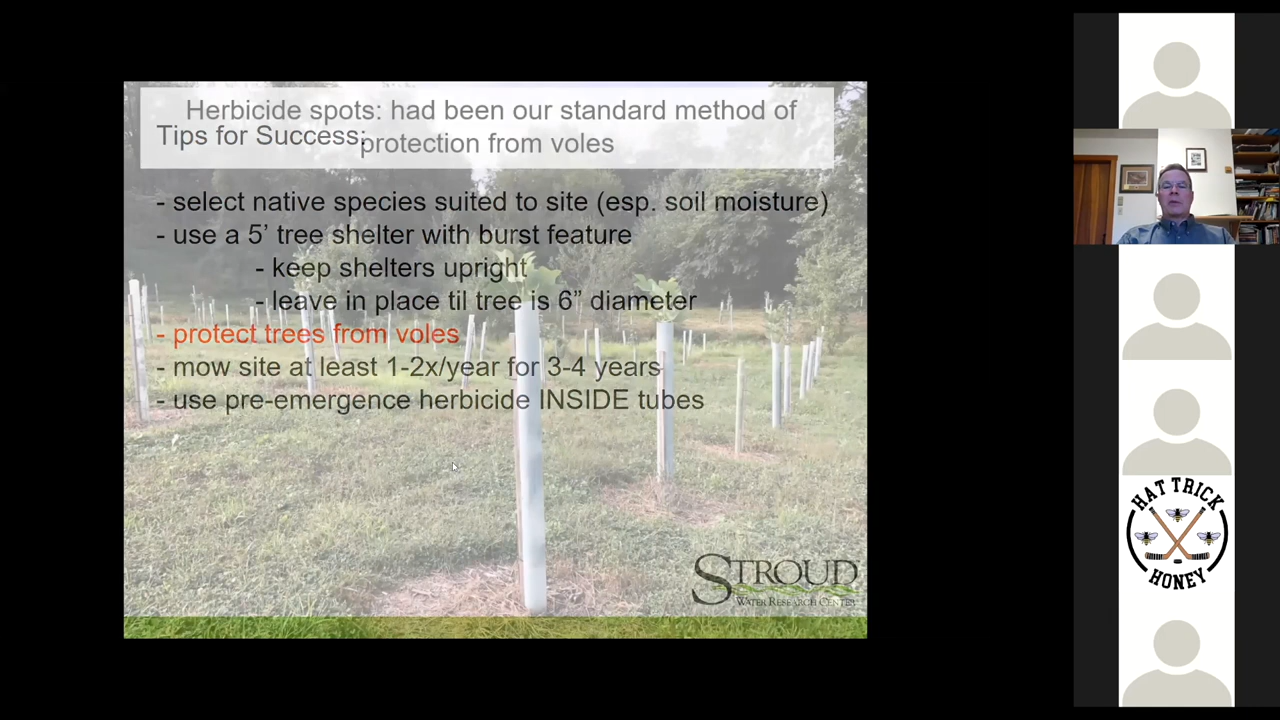 Herbicide spots: had been our standard method of
protection from voles
Tips for Success:
- select native species suited to site (esp. soil moisture)
- use a 5’ tree shelter with burst feature
- keep shelters upright
- leave in place til tree is 6” diameter
- protect trees from voles
- mow site at least 1-2x/year for 3-4 years
- use pre-emergence herbicide INSIDE tubes
STROUD
WATER RESEARCH CENTER
HAT TRICK
HONEY